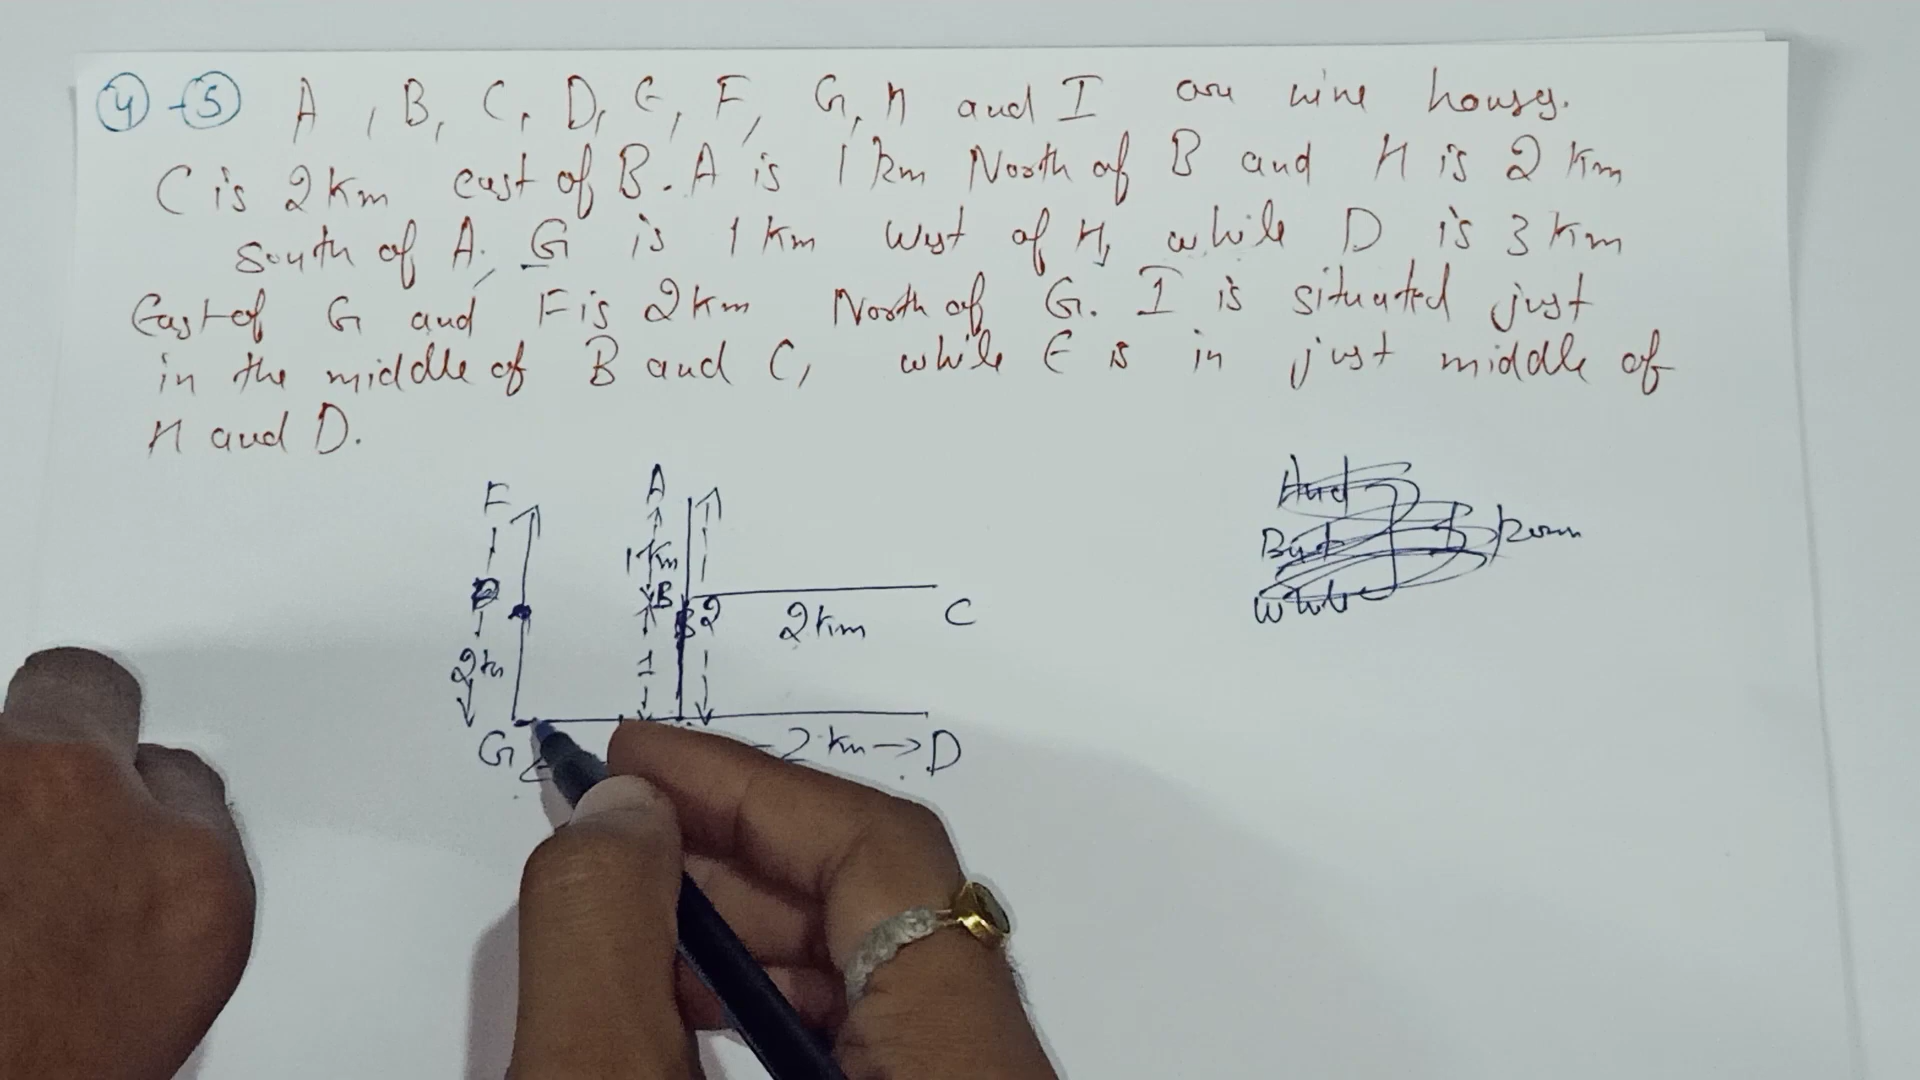 4 - 5 A, B, C, D, E, F, G, H and I are nine houses.
C is 2 Km east of B. A is 1 km North of B and H is 2 Km
south of A. G is 1 Km West of H, while D is 3 Km
East of G and F is 2 Km North of G. I is situated just
in the middle of B and C, while E is in just middle of
H and D.
F A
1 Km
B B 2 2 Km C
2 1
G 2 Km D